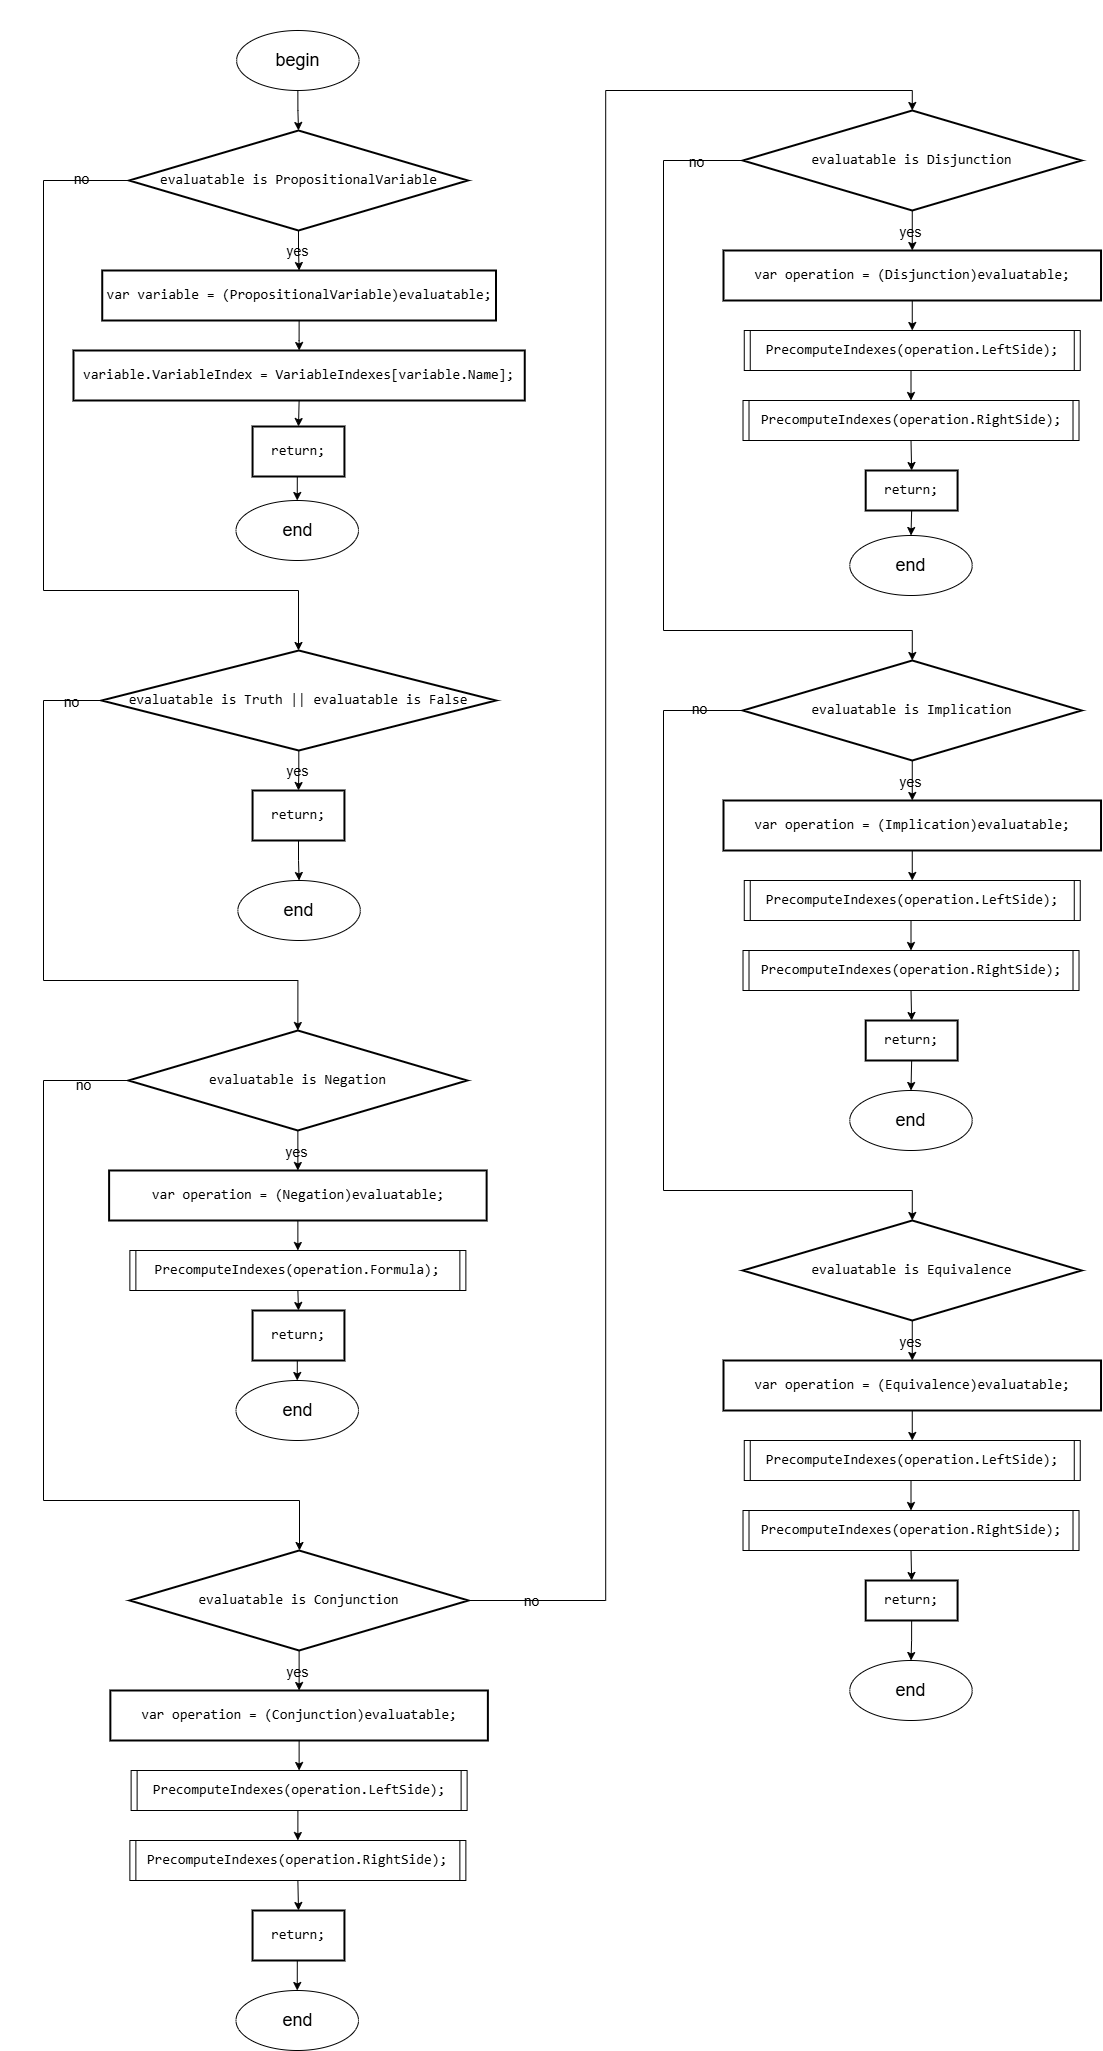 begin
evaluatable is PropositionalVariable
no
yes
var variable = (PropositionalVariable)evaluatable;
variable.VariableIndex = VariableIndexes[variable.Name];
return;
end
evaluatable is Truth || evaluatable is False
no
yes
return;
end
evaluatable is Negation
no
yes
var operation = (Negation)evaluatable;
PrecomputeIndexes(operation.Formula);
return;
end
evaluatable is Conjunction
no
yes
var operation = (Conjunction)evaluatable;
PrecomputeIndexes(operation.LeftSide);
PrecomputeIndexes(operation.RightSide);
return;
end
evaluatable is Disjunction
no
yes
var operation = (Disjunction)evaluatable;
PrecomputeIndexes(operation.LeftSide);
PrecomputeIndexes(operation.RightSide);
return;
end
evaluatable is Implication
no
yes
var operation = (Implication)evaluatable;
PrecomputeIndexes(operation.LeftSide);
PrecomputeIndexes(operation.RightSide);
return;
end
evaluatable is Equivalence
yes
var operation = (Equivalence)evaluatable;
PrecomputeIndexes(operation.LeftSide);
PrecomputeIndexes(operation.RightSide);
return;
end